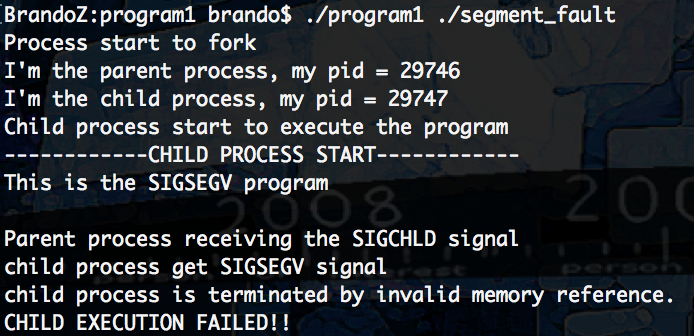 BrandoZ:program1 brando$ ./program1 ./segment_fault
Process start to fork
I'm the parent process, my pid = 29746
I'm the child process, my pid = 29747
Child process start to execute the program
------------CHILD PROCESS START------------
This is the SIGSEGV program
2008
200
Parent process receiving the SIGCHLD signal
child process get SIGSEGV signal
child process is terminated by invalid memory reference.
CHILD EXECUTION FAILED!!